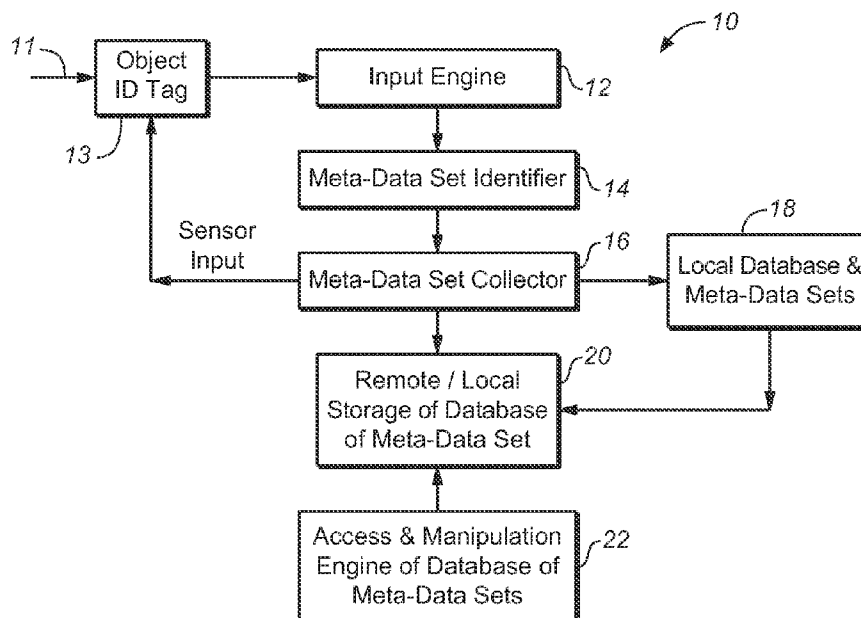 10
11
Object
ID Tag
13
Input Engine
12
Meta-Data Set Identifier
14
Sensor
Input
Meta-Data Set Collector
16
18
Local Database &
Meta-Data Sets
20
Remote / Local
Storage of Database
of Meta-Data Set
Access & Manipulation
Engine of Database of
Meta-Data Sets
22